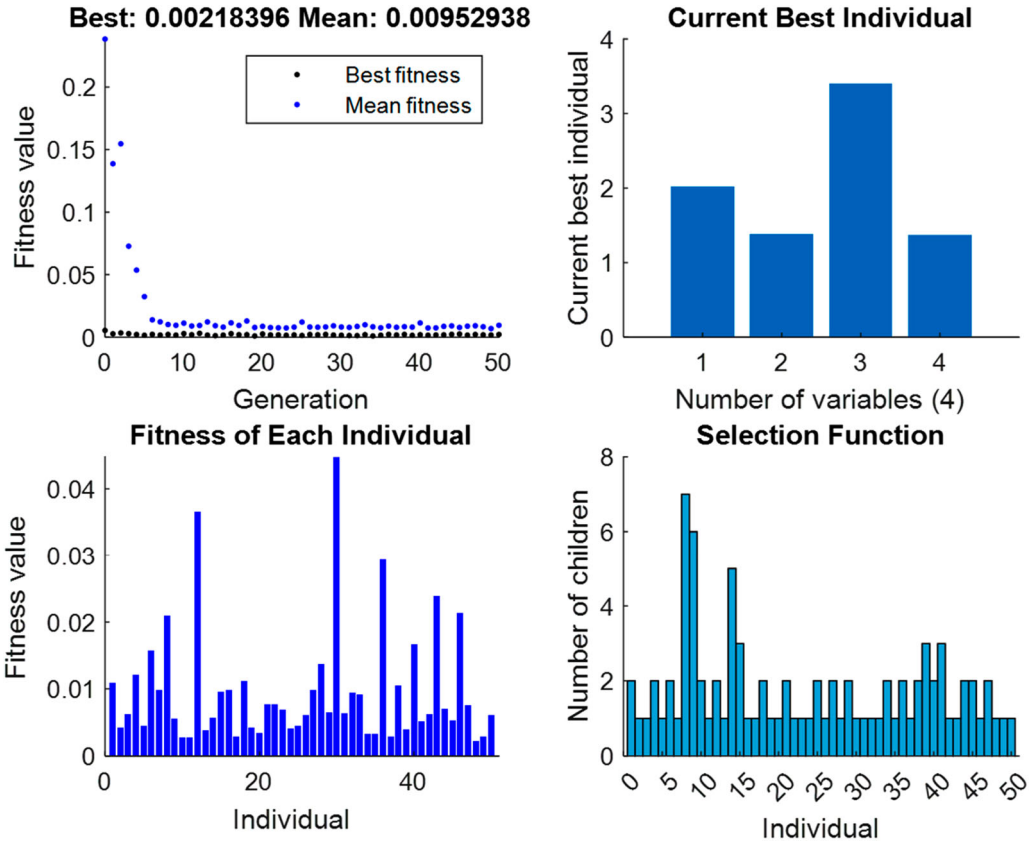 Best: 0.00218396 Mean: 0.00952938
Best fitness
Mean fitness
Fitness value
0.2
0.15
0.1
0.05
0
0 10 20 30 40 50
Generation
Current Best Individual
Current best individual
4
3
2
1
0
1 2 3 4
Number of variables (4)
Fitness of Each Individual
Fitness value
0.04
0.03
0.02
0.01
0
0 20 40
Individual
Selection Function
Number of children
8
6
4
2
0
0 5 10 15 20 25 30 35 40 45 50
Individual